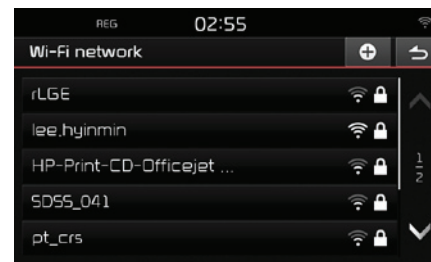 REG 02:55
Wi-Fi network
rLGE
lee.hyinmin
HP-Print-CD-Officejet ...
SDSS_041
pt_crs
1
2